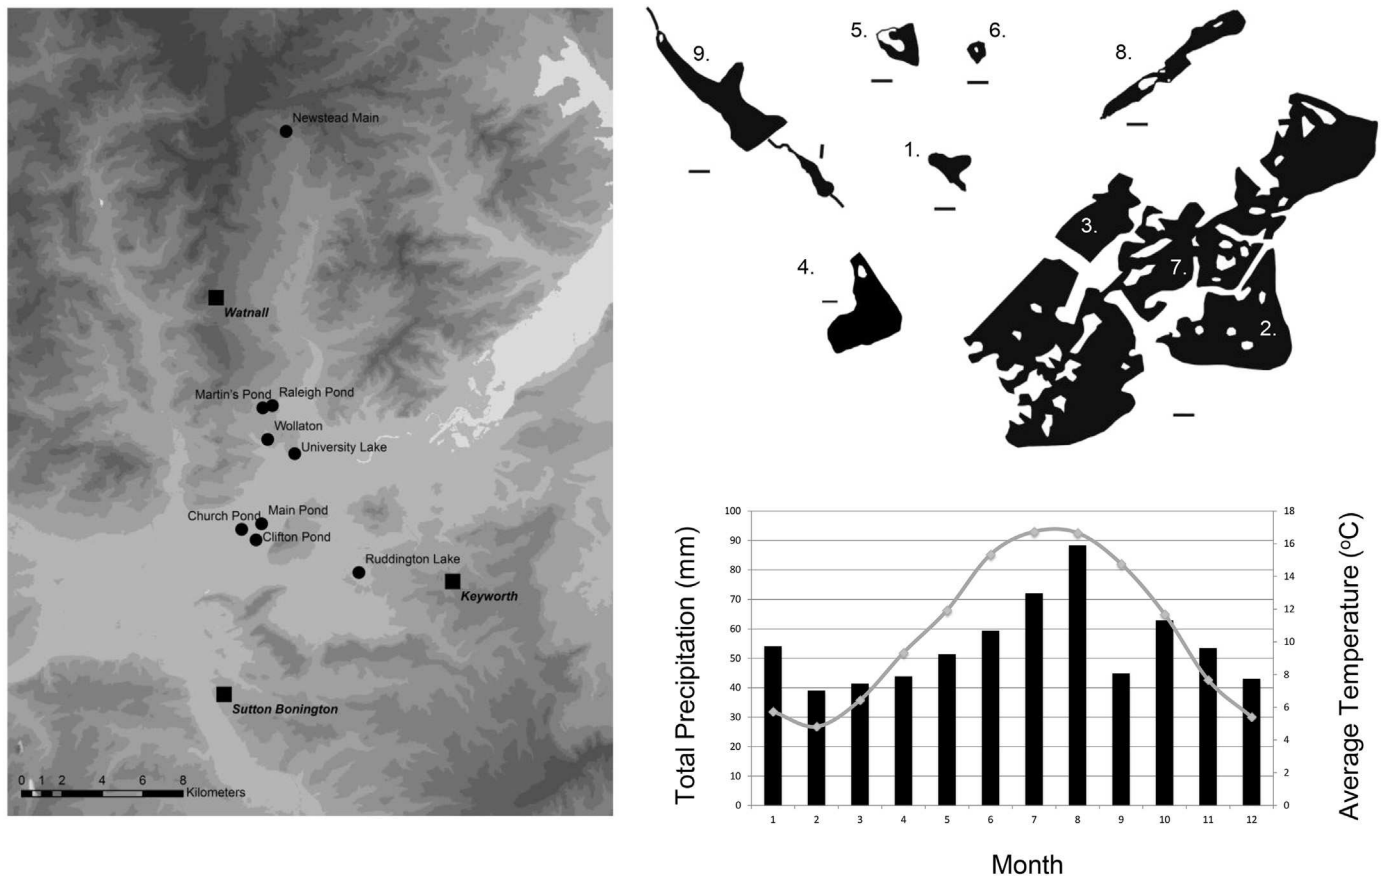 Newstead Main
Watnall
Martin's Pond
Raleigh Pond
Wollaton
University Lake
Church Pond
Main Pond
Clifton Pond
Ruddington Lake
Keyworth
Sutton Bonington
0 1 2 4 6 8
Kilometers
9.
5.
6.
8.
1.
3.
4.
7.
2.
Total Precipitation (mm)
100
90
80
70
60
50
40
30
20
10
0
18
16
14
12
10
8
6
4
2
0
Average Temperature (ºC)
1 2 3 4 5 6 7 8 9 10 11 12
Month